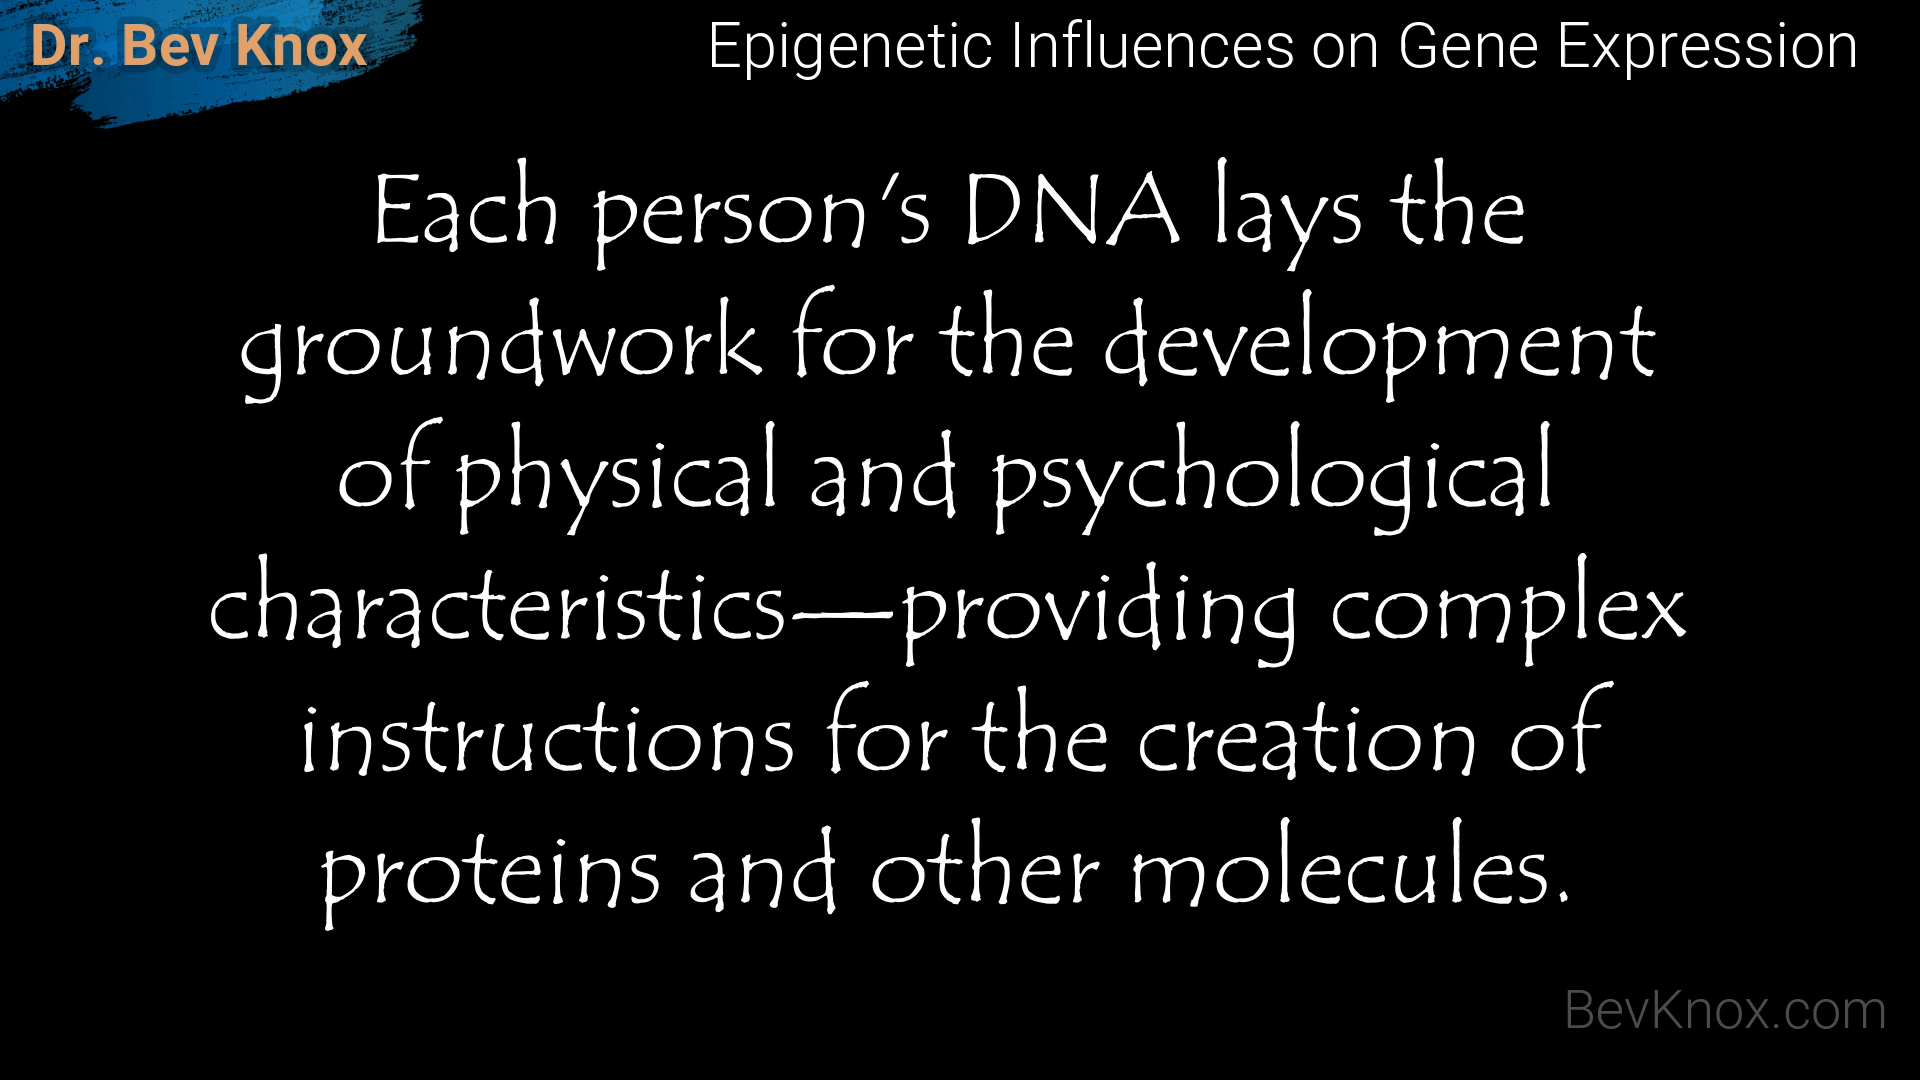 Dr. Bev Knox
Epigenetic Influences on Gene Expression
Each person's DNA lays the
groundwork for the development
of physical and psychological
characteristics—providing complex
instructions for the creation of
proteins and other molecules.
BevKnox.com